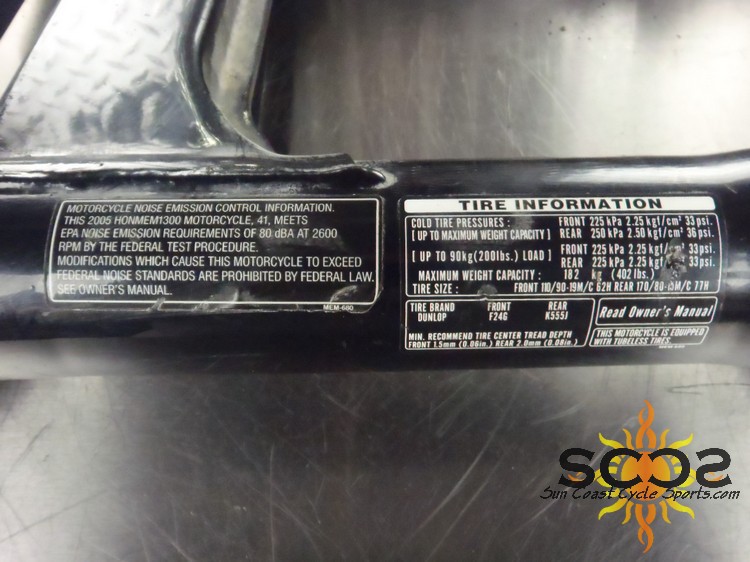 MOTORCYCLE NOISE EMISSION CONTROL INFORMATION.
THIS 2005 HONMEM1300 MOTORCYCLE, 41, MEETS
EPA NOISE EMISSION REQUIREMENTS OF 80 dBA AT 2600
RPM BY THE FEDERAL TEST PROCEDURE.
MODIFICATIONS WHICH CAUSE THIS MOTORCYCLE TO EXCEED
FEDERAL NOISE STANDARDS ARE PROHIBITED BY FEDERAL LAW.
SEE OWNER'S MANUAL.
MEM-680
TIRE INFORMATION
COLD TIRE PRESSURES : FRONT 225 kPa 2.25 kgf/cm² 33 psi.
[UP TO MAXIMUM WEIGHT CAPACITY] REAR 250 kPa 2.50 kgf/cm² 36 psi.
[UP TO 90kg (200lbs.) LOAD] FRONT 225 kPa 2.25 kgf/cm² 33 psi.
REAR 225 kPa 2.25 kgf/cm² 33 psi.
MAXIMUM WEIGHT CAPACITY : 182 kg (402 lbs.)
TIRE SIZE : FRONT 110/90-19M/C 62H REAR 170/80-15M/C 77H
TIRE BRAND FRONT REAR
DUNLOP F24G K555J
MIN. RECOMMEND TIRE CENTER TREAD DEPTH
FRONT 1.5mm (0.06in.) REAR 2.0mm (0.08in.)
Read Owner's Manual
THIS MOTORCYCLE IS EQUIPPED
WITH TUBELESS TIRES.
SCCS
Sun Coast Cycle Sports.com